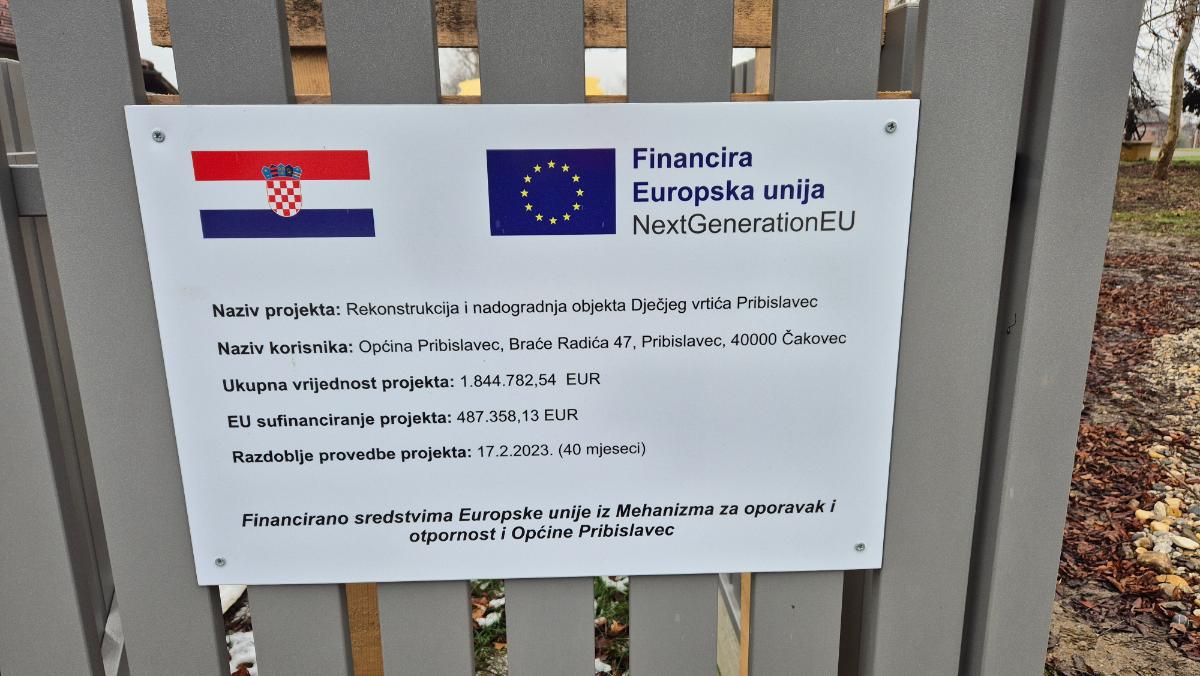 Financira
Europska unija
NextGenerationEU
Naziv projekta: Rekonstrukcija i nadogradnja objekta Dječjeg vrtića Pribislavec
Naziv korisnika: Općina Pribislavec, Braće Radića 47, Pribislavec, 40000 Čakovec
Ukupna vrijednost projekta: 1.844.782,54 EUR
EU sufinanciranje projekta: 487.358,13 EUR
Razdoblje provedbe projekta: 17.2.2023. (40 mjeseci)
Financirano sredstvima Europske unije iz Mehanizma za oporavak i
otpornost i Općine Pribislavec